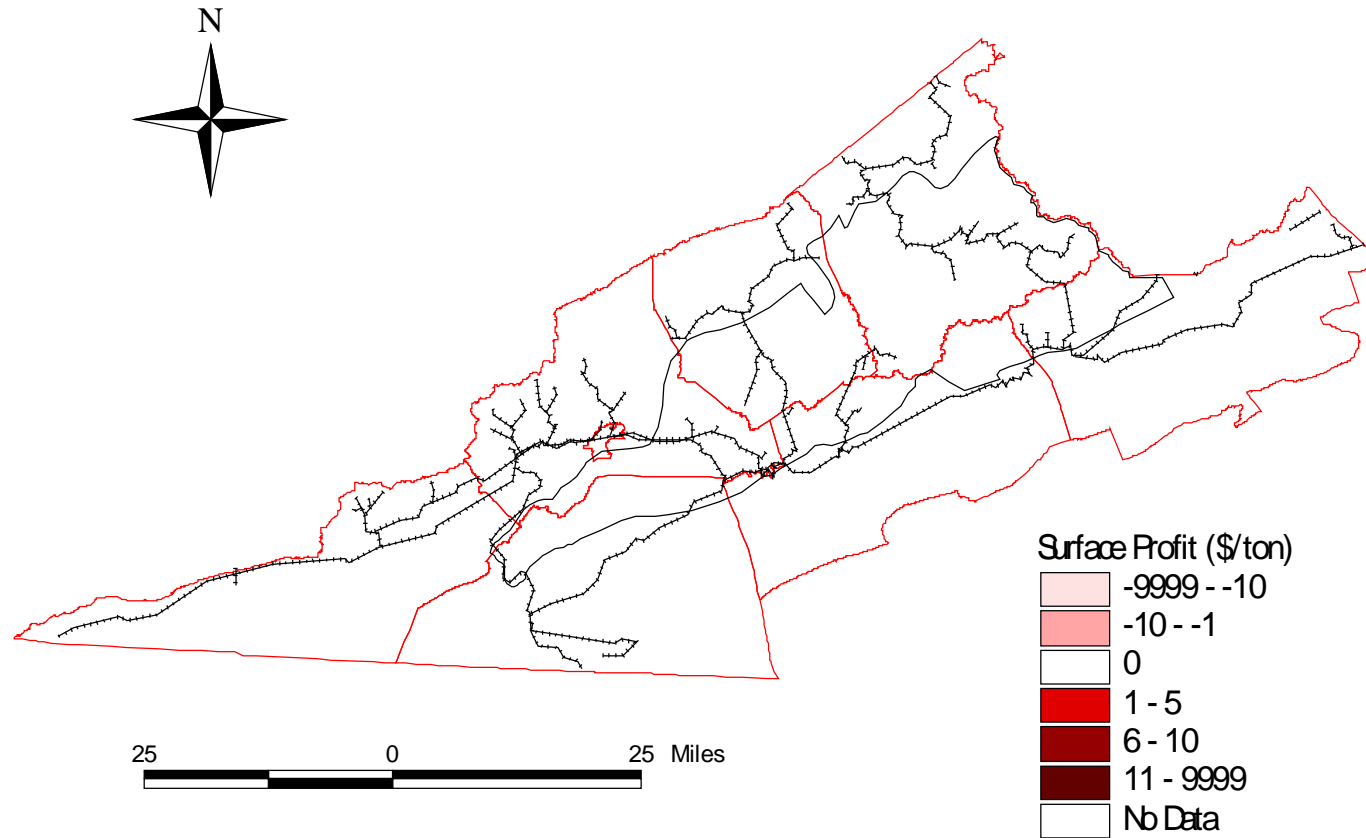 N
Surface Profit ($/ton)
-9999 - -10
-10 - -1
0
1 - 5
6 - 10
11 - 9999
No Data
25 0 25 Miles